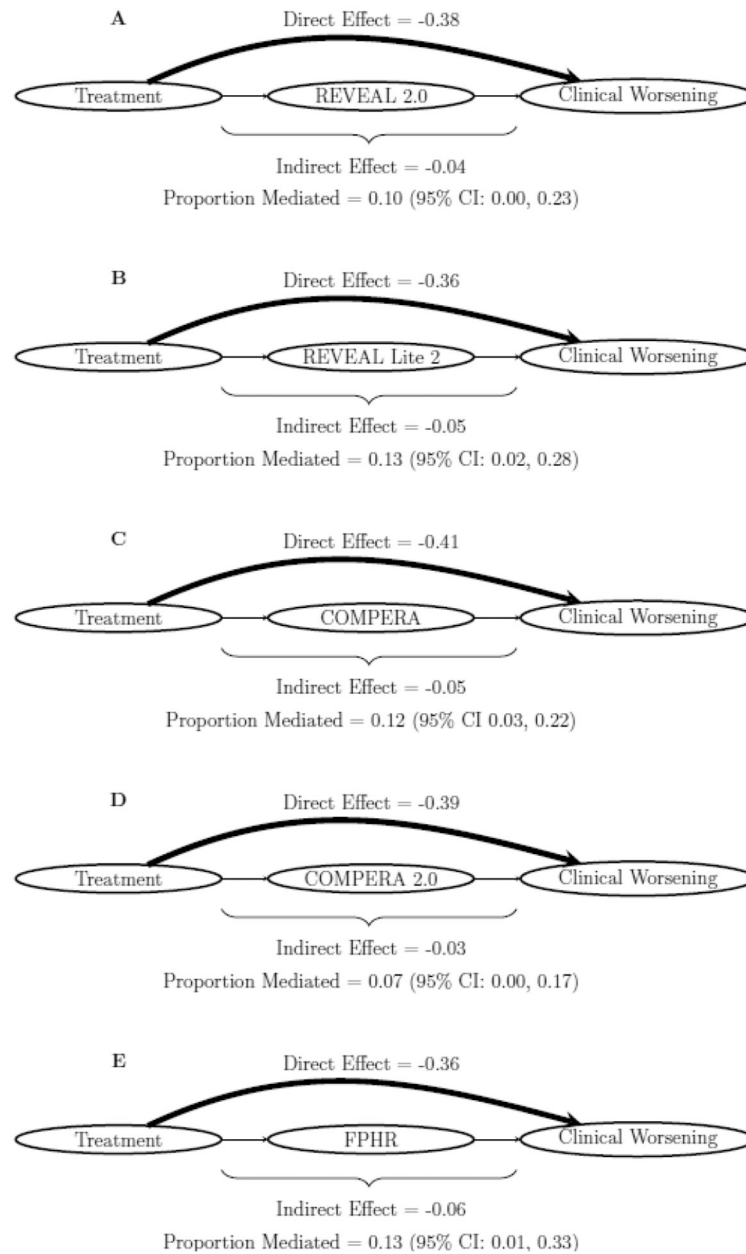 A
Direct Effect = -0.38
Treatment
REVEAL 2.0
Clinical Worsening
Indirect Effect = -0.04
Proportion Mediated = 0.10 (95% CI: 0.00, 0.23)
B
Direct Effect = -0.36
Treatment
REVEAL Lite 2
Clinical Worsening
Indirect Effect = -0.05
Proportion Mediated = 0.13 (95% CI: 0.02, 0.28)
C
Direct Effect = -0.41
Treatment
COMPERA
Clinical Worsening
Indirect Effect = -0.05
Proportion Mediated = 0.12 (95% CI 0.03, 0.22)
D
Direct Effect = -0.39
Treatment
COMPERA 2.0
Clinical Worsening
Indirect Effect = -0.03
Proportion Mediated = 0.07 (95% CI: 0.00, 0.17)
E
Direct Effect = -0.36
Treatment
FPHR
Clinical Worsening
Indirect Effect = -0.06
Proportion Mediated = 0.13 (95% CI: 0.01, 0.33)